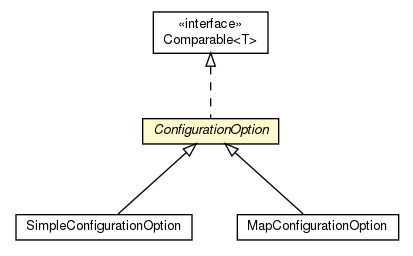 «interface»
Comparable<T>
ConfigurationOption
SimpleConfigurationOption
MapConfigurationOption